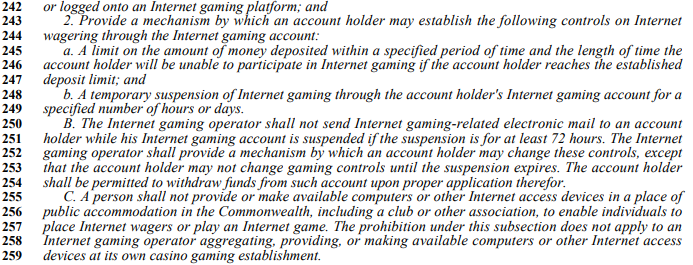 242 or logged onto an Internet gaming platform; and
243 2. Provide a mechanism by which an account holder may establish the following controls on Internet
244 wagering through the Internet gaming account:
245 a. A limit on the amount of money deposited within a specified period of time and the length of time the
246 account holder will be unable to participate in Internet gaming if the account holder reaches the established
247 deposit limit; and
248 b. A temporary suspension of Internet gaming through the account holder's Internet gaming account for a
249 specified number of hours or days.
250 B. The Internet gaming operator shall not send Internet gaming-related electronic mail to an account
251 holder while his Internet gaming account is suspended if the suspension is for at least 72 hours. The Internet
252 gaming operator shall provide a mechanism by which an account holder may change these controls, except
253 that the account holder may not change gaming controls until the suspension expires. The account holder
254 shall be permitted to withdraw funds from such account upon proper application therefor.
255 C. A person shall not provide or make available computers or other Internet access devices in a place of
256 public accommodation in the Commonwealth, including a club or other association, to enable individuals to
257 place Internet wagers or play an Internet game. The prohibition under this subsection does not apply to an
258 Internet gaming operator aggregating, providing, or making available computers or other Internet access
259 devices at its own casino gaming establishment.